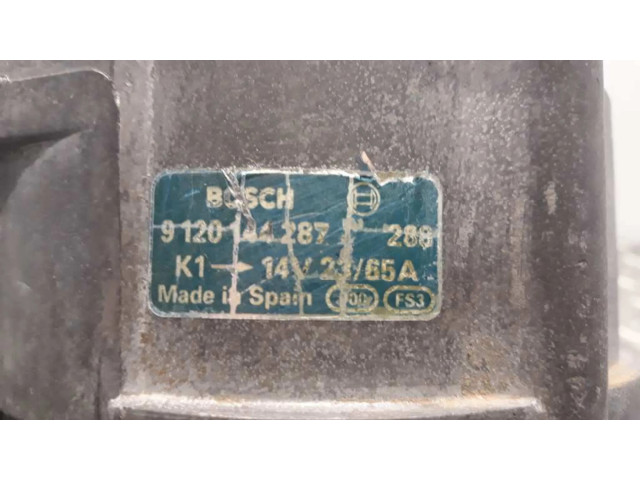 BOSCH
9 120 144 287 288
K1 → 14V 23/65A
Made in Spain FS3